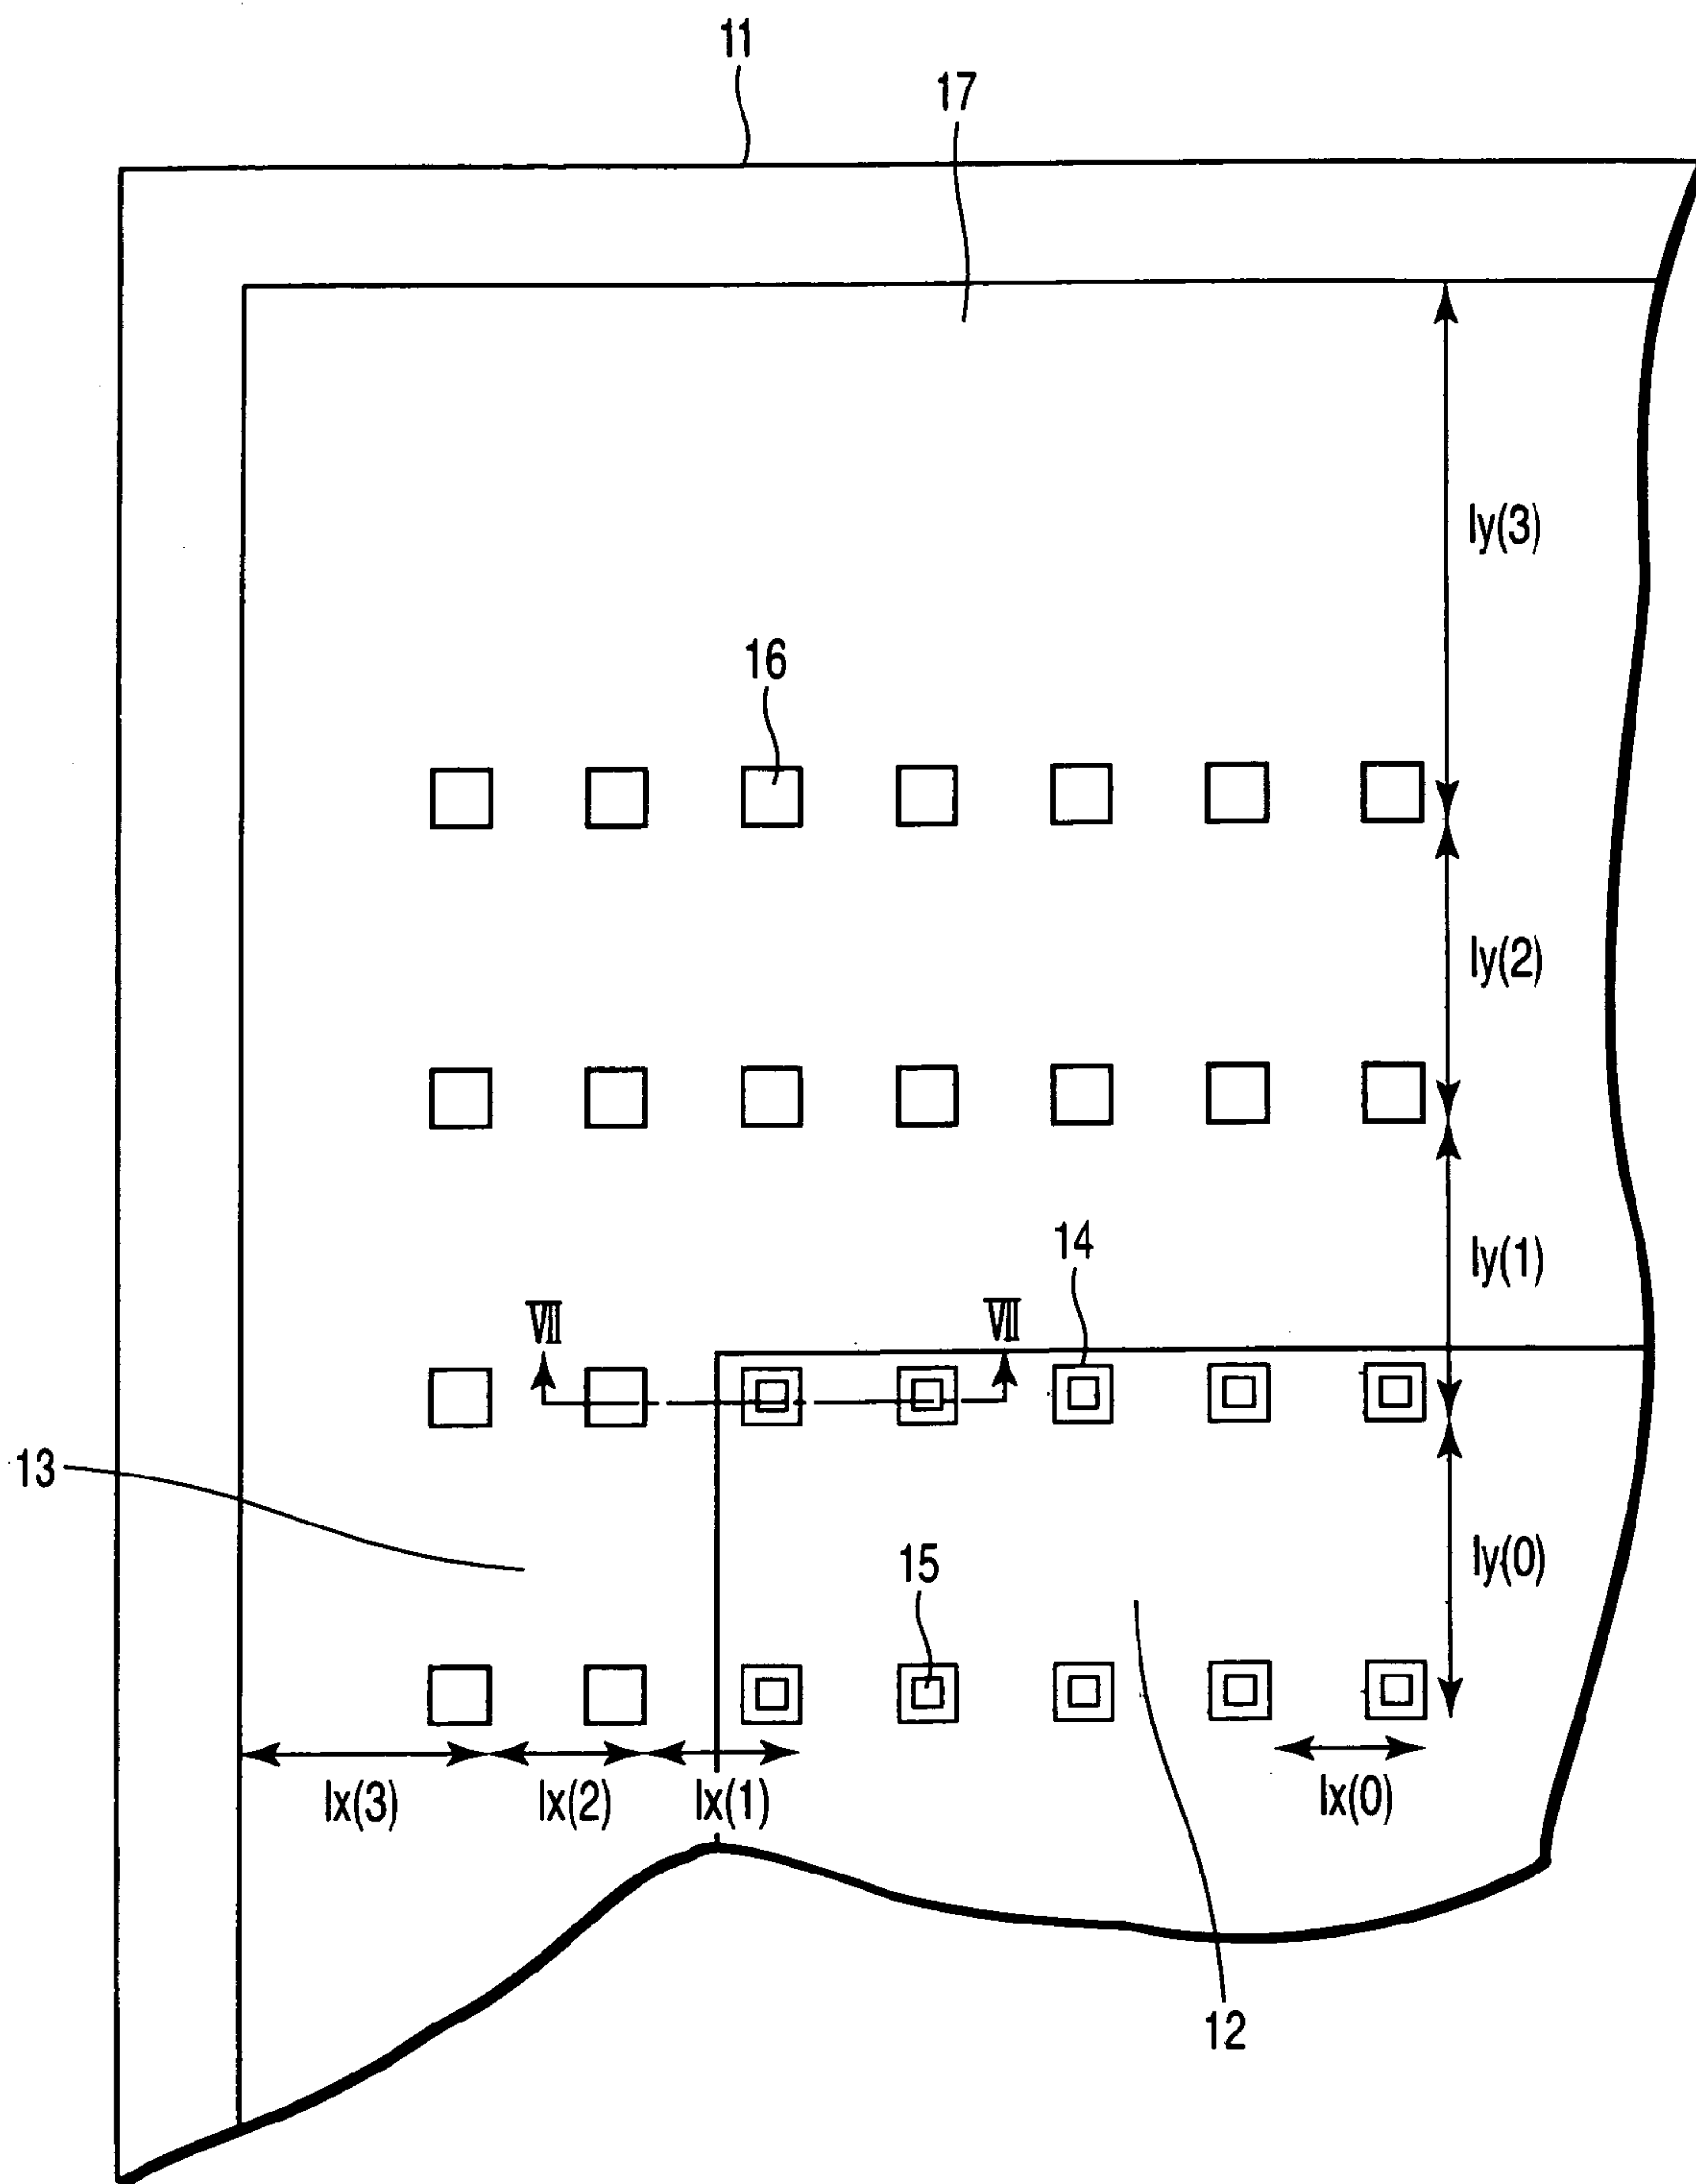 11
17
ly(3)
16
ly(2)
14
ly(1)
VII
VII
13
15
ly(0)
lx(3)
lx(2)
lx(1)
lx(0)
12